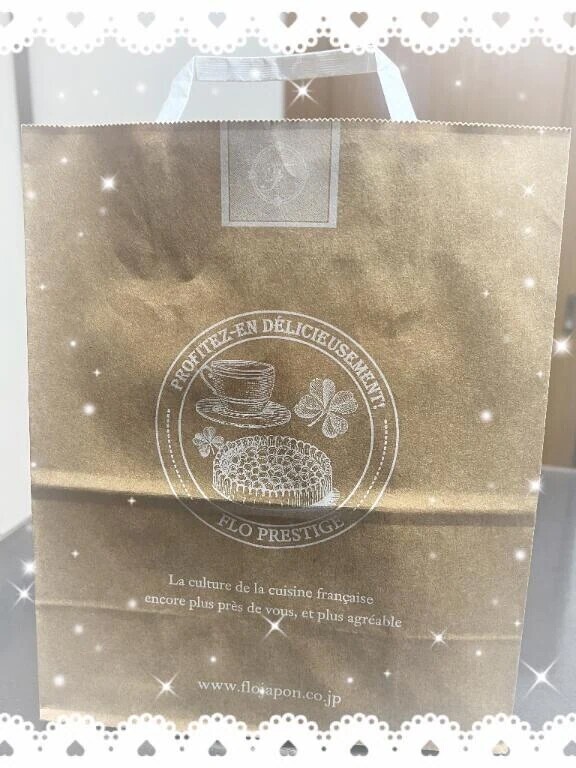 PROFITEZ-EN DÉLICIEUSEMENT!
FLO PRESTIGE
La culture de la cuisine française
encore plus près de vous, et plus agréable
www.flojapon.co.jp